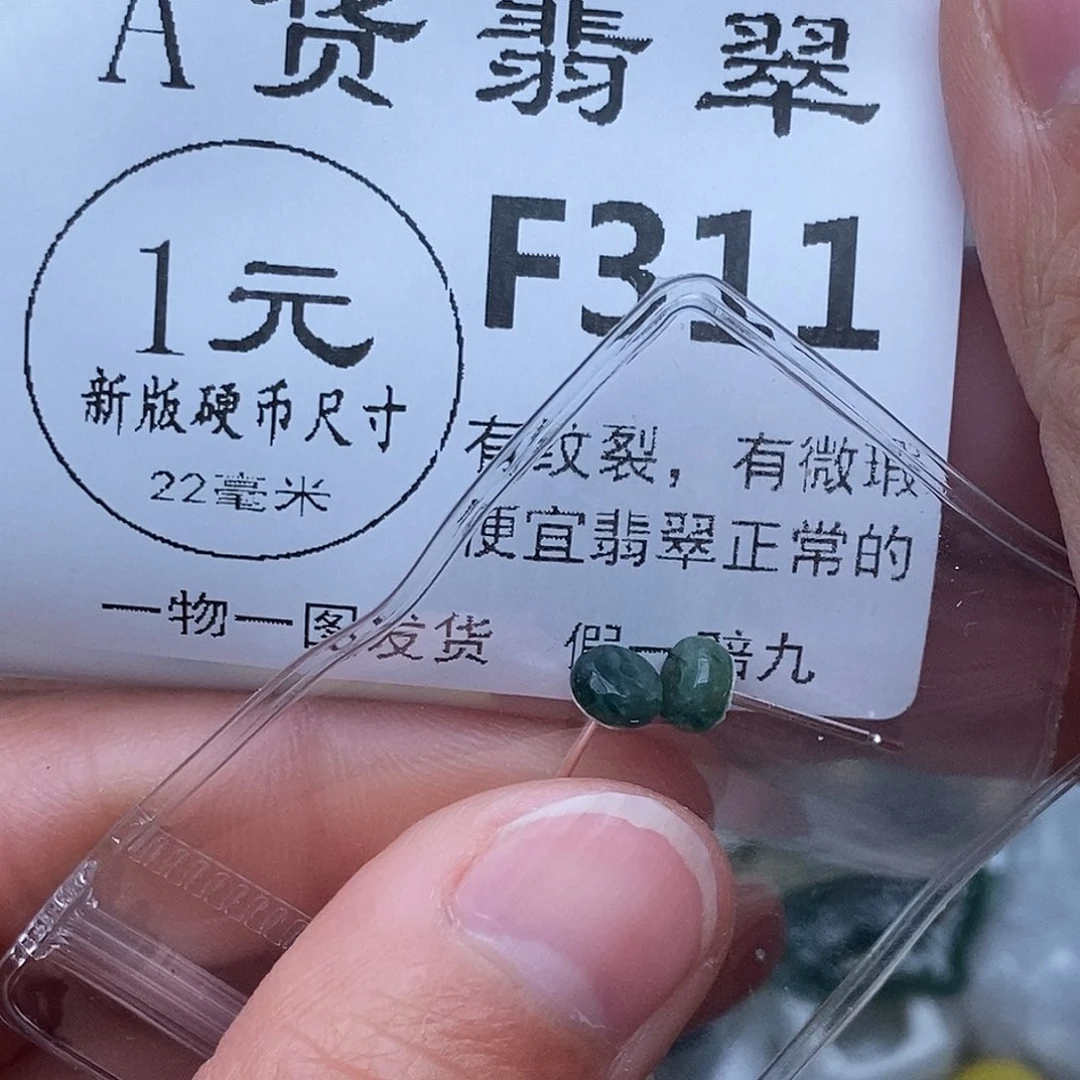 A货翡翠
F311
1元
新版硬币尺寸
22毫米
有纹裂，有微瑕
便宜翡翠正常的
一物一图发货 假一赔九